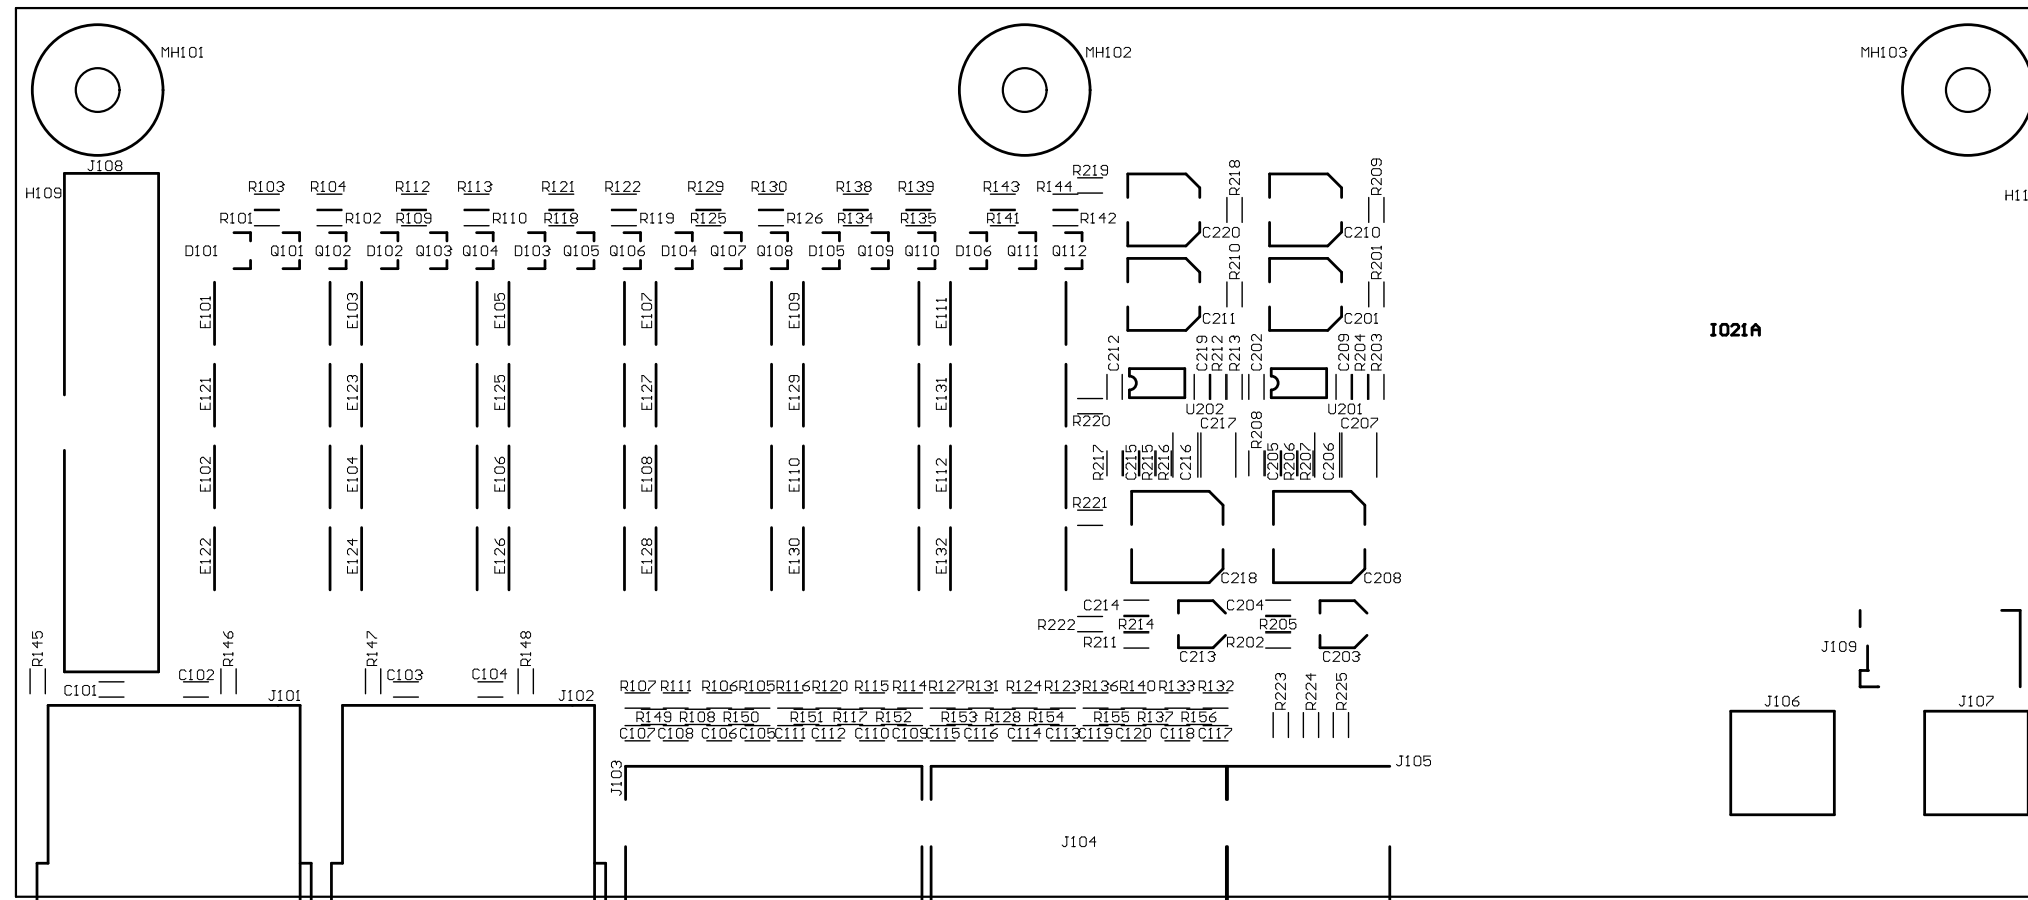 MH101 MH102 MH103
J108
H109 R103 R104 R112 R113 R121 R122 R129 R130 R138 R139 R143 R144 R219 R218 R209 H11
R101 R102 R109 R110 R118 R119 R125 R126 R134 R135 R141 R142
C220 C210
D101 Q101 Q102 D102 Q103 Q104 D103 Q105 Q106 D104 Q107 Q108 D105 Q109 Q110 D106 Q111 Q112 R210 R201
E101 E103 E105 E107 E109 E111 C211 C201
IO21A
C212 C219 R212 R213 C202 C209 R204 R203
E121 E123 E125 E127 E129 E131
U202 U201
R220 C217 R208 C207
E102 E104 E106 E108 E110 E112 R217 C215 R215 R216 C216 C205 R206 R207 C206
R221
E122 E124 E126 E128 E130 E132
C218 C208
C214 C204
R222 R214 R205
R145 R146 R147 R148 R211 R202 J109
C213 C203
C101 C102 C103 C104
J101 J102 R107 R111 R106 R105 R116 R120 R115 R114 R127 R131 R124 R123 R136 R140 R133 R132 R223 R224 R225 J106 J107
R149 R108 R150 R151 R117 R152 R153 R128 R154 R155 R137 R156
C107 C108 C106 C105 C111 C112 C110 C109 C115 C116 C114 C113 C119 C120 C118 C117
J103 J105
J104